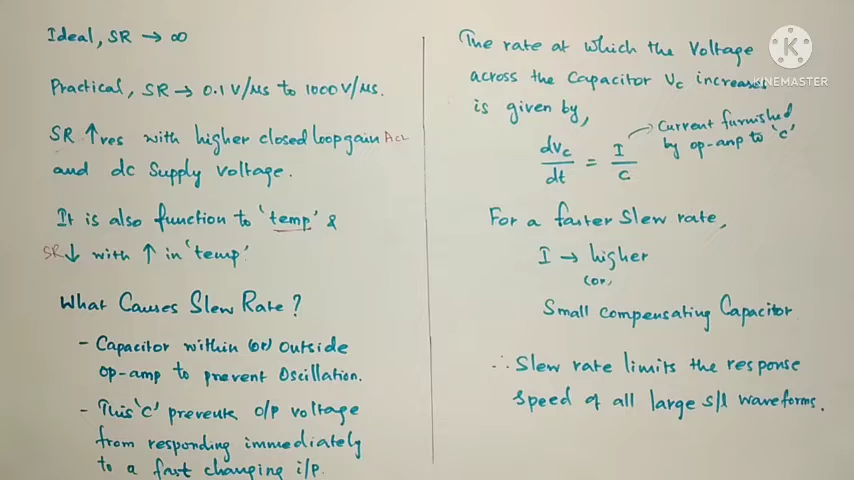 Ideal, SR → ∞
Practical, SR → 0.1 V/μs to 1000 V/μs.
SR ↑res with higher closed loop gain ACL
and dc supply voltage.
It is also function to 'temp' &
SR↓ with ↑ in 'temp'
What Causes Slew Rate?
- Capacitor within (or) outside
op-amp to prevent oscillation.
- This 'C' prevents O/P voltage
from responding immediately
to a fast changing i/p.
The rate at which the Voltage
across the Capacitor Vc increases
is given by,
dvc/dt = I/C → Current furnished
by op-amp to 'C'
For a faster Slew rate,
I → higher
(or)
Small compensating Capacitor
∴ Slew rate limits the response
speed of all large s/l waveforms.
K
KINEMASTER